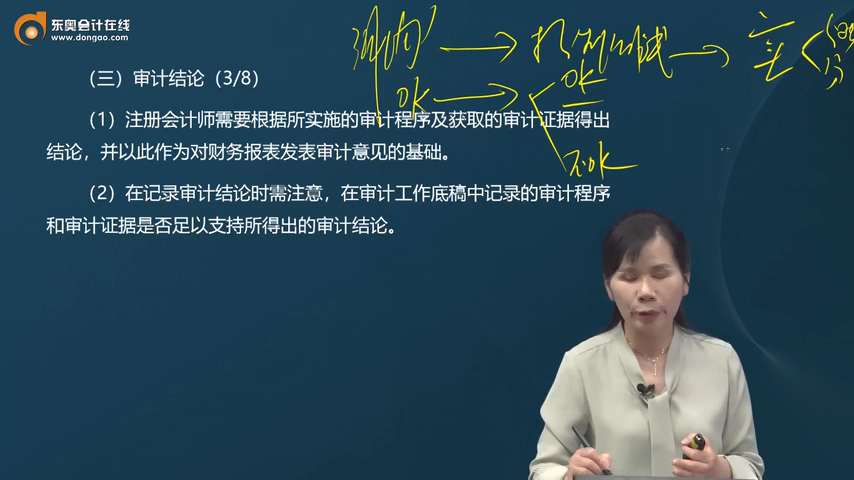 东奥会计在线
www.dongao.com
(三)审计结论(3/8)
(1)注册会计师需要根据所实施的审计程序及获取的审计证据得出
结论,并以此作为对财务报表发表审计意见的基础。
(2)在记录审计结论时需注意,在审计工作底稿中记录的审计程序
和审计证据是否足以支持所得出的审计结论。
OK
OK
不OK